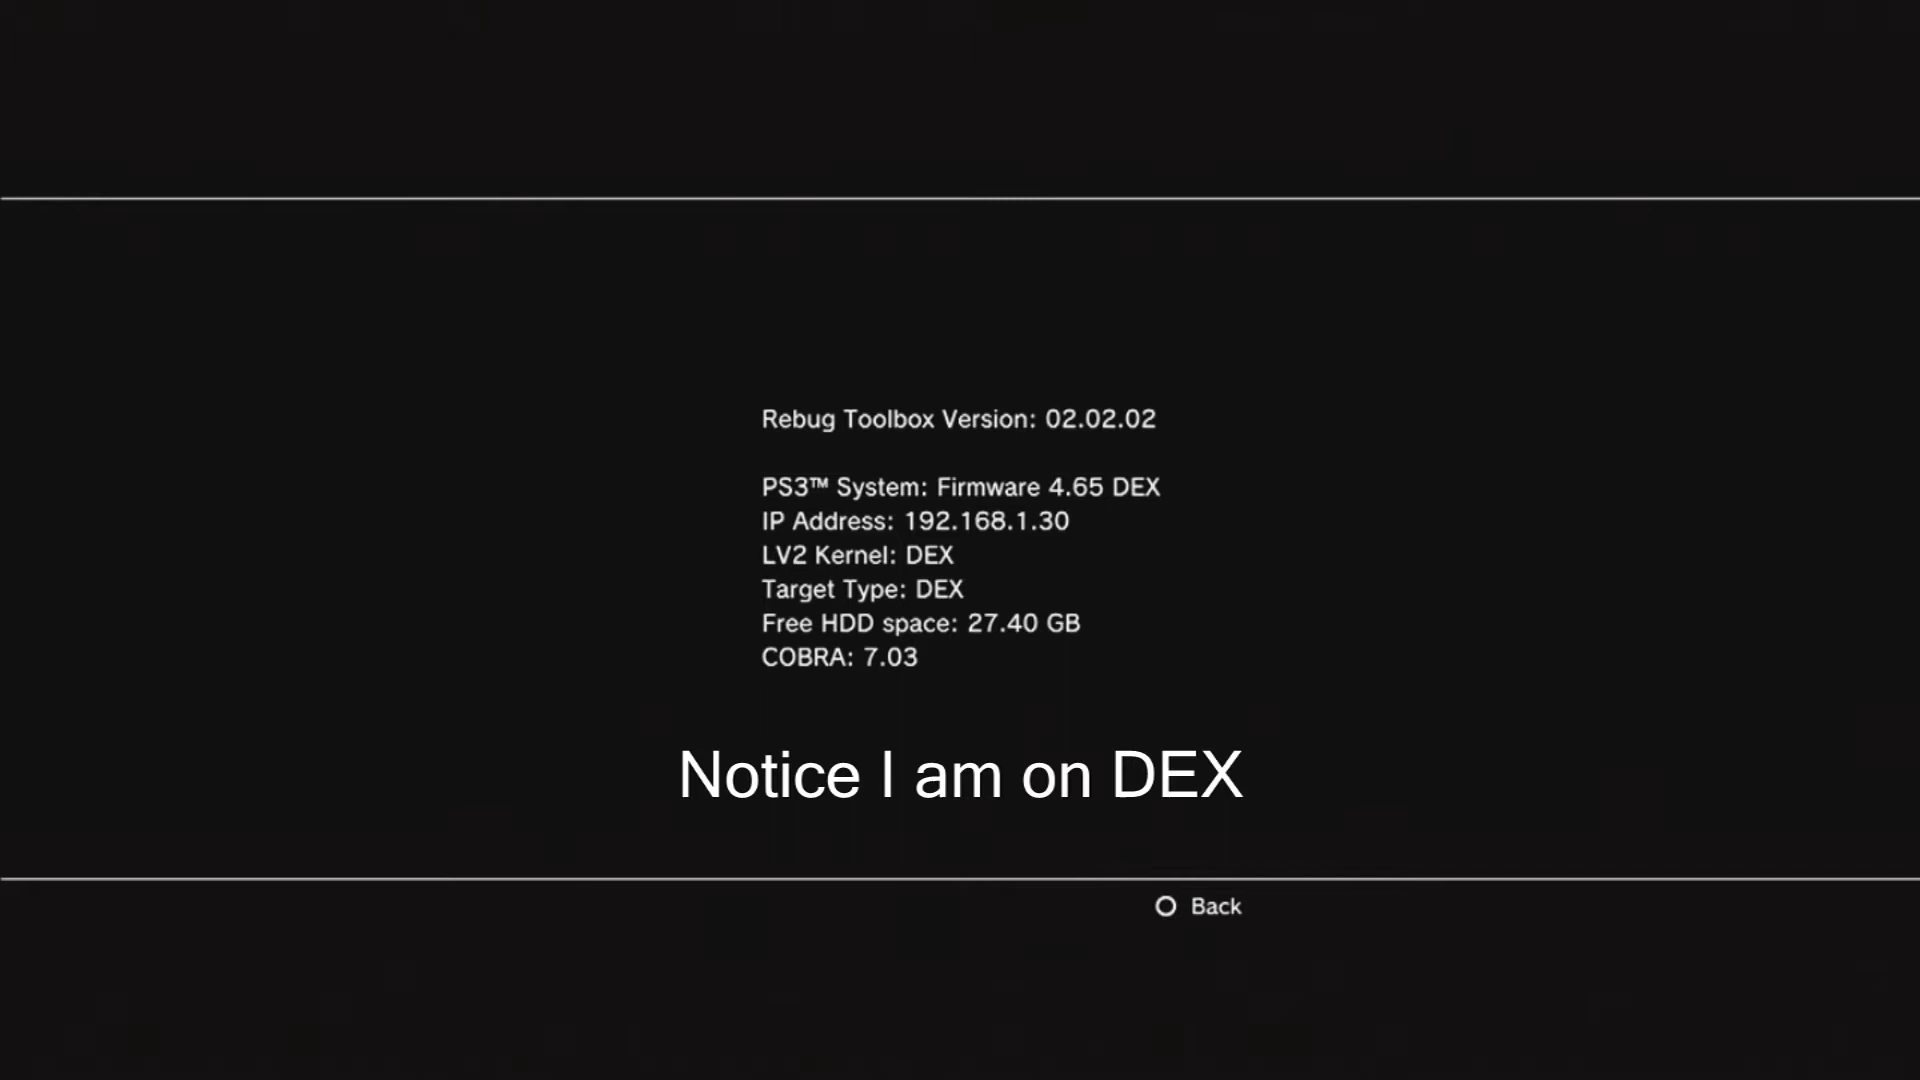 Rebug Toolbox Version: 02.02.02
PS3™ System: Firmware 4.65 DEX
IP Address: 192.168.1.30
LV2 Kernel: DEX
Target Type: DEX
Free HDD space: 27.40 GB
COBRA: 7.03
Notice I am on DEX
Back